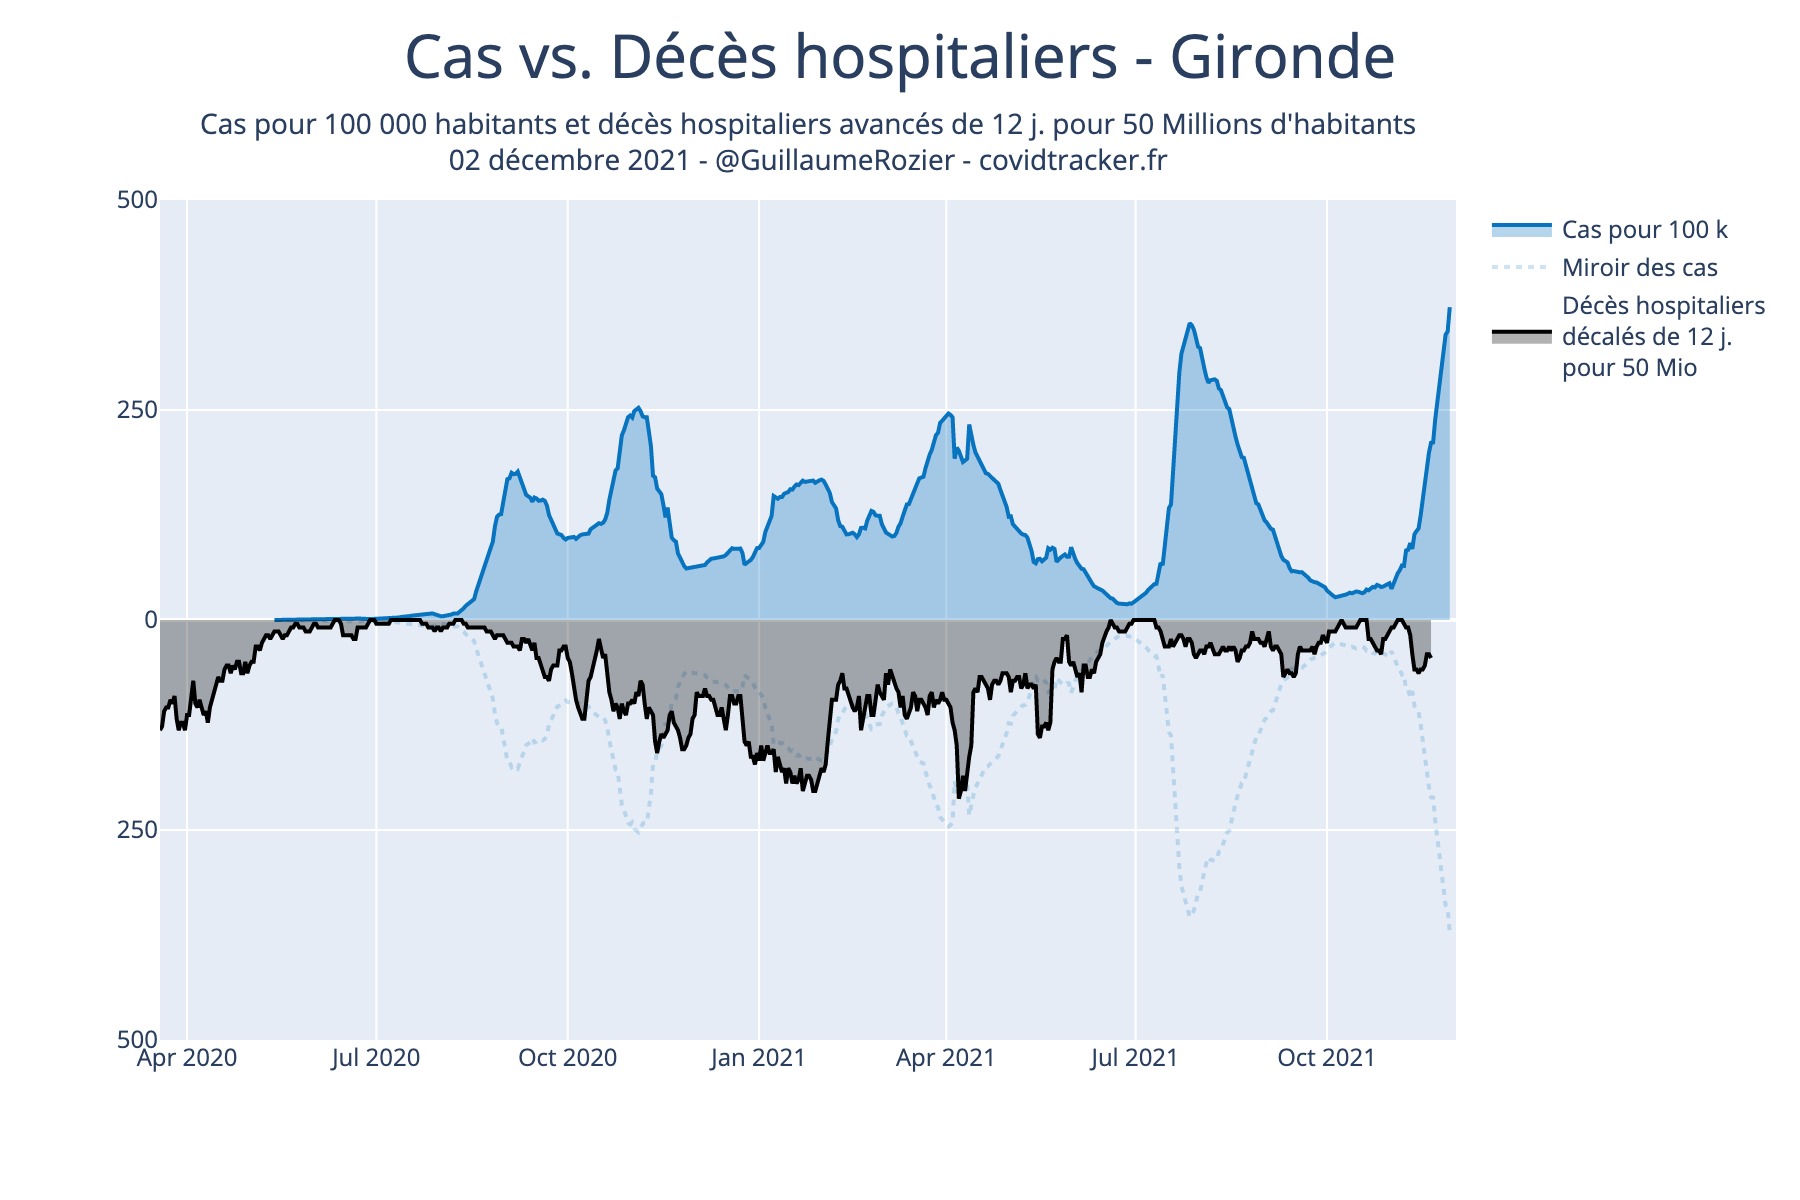 Cas vs. Décès hospitaliers - Gironde
Cas pour 100 000 habitants et décès hospitaliers avancés de 12 j. pour 50 Millions d'habitants
02 décembre 2021 - @GuillaumeRozier - covidtracker.fr
500
250
0
250
500
Apr 2020
Jul 2020
Oct 2020
Jan 2021
Apr 2021
Jul 2021
Oct 2021
Cas pour 100 k
Miroir des cas
Décès hospitaliers
décalés de 12 j.
pour 50 Mio